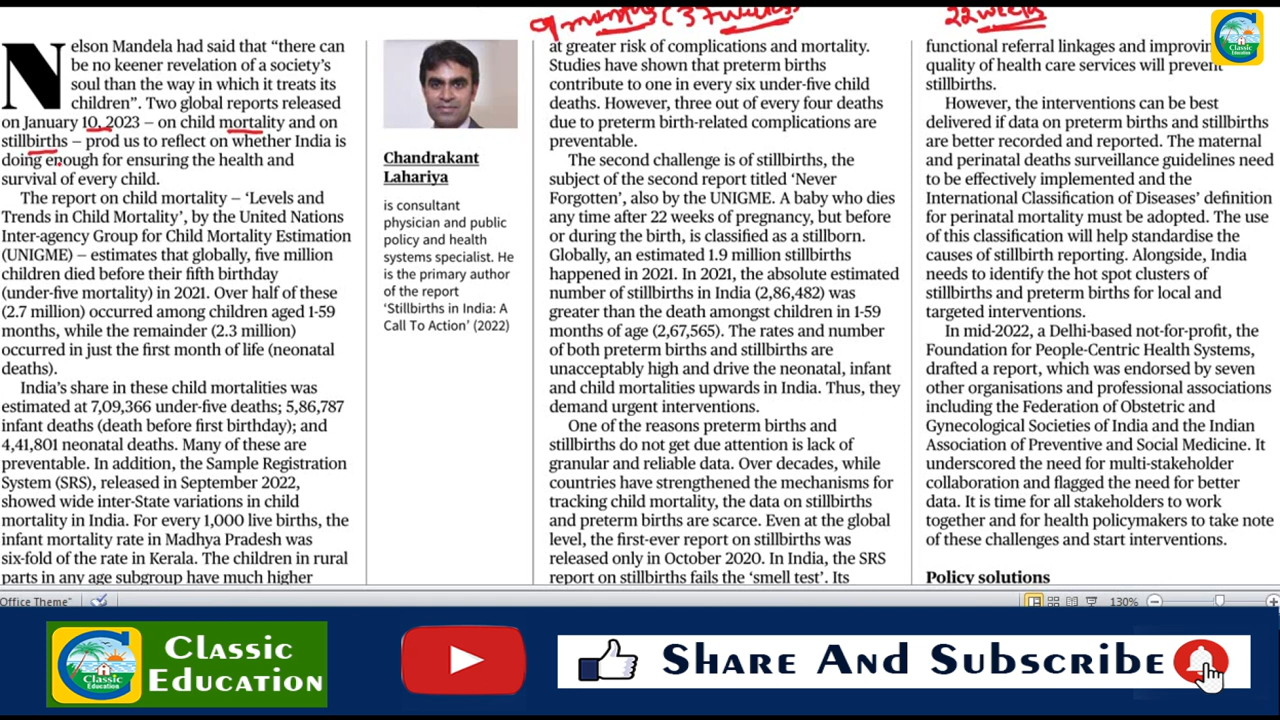 9 months (37 weeks
22 weeks
Nelson Mandela had said that “there can
be no keener revelation of a society’s
soul than the way in which it treats its
children”. Two global reports released
on January 10, 2023 – on child mortality and on
stillbirths – prod us to reflect on whether India is
doing enough for ensuring the health and
survival of every child.
The report on child mortality – ‘Levels and
Trends in Child Mortality’, by the United Nations
Inter-agency Group for Child Mortality Estimation
(UNIGME) – estimates that globally, five million
children died before their fifth birthday
(under-five mortality) in 2021. Over half of these
(2.7 million) occurred among children aged 1-59
months, while the remainder (2.3 million)
occurred in just the first month of life (neonatal
deaths).
India’s share in these child mortalities was
estimated at 7,09,366 under-five deaths; 5,86,787
infant deaths (death before first birthday); and
4,41,801 neonatal deaths. Many of these are
preventable. In addition, the Sample Registration
System (SRS), released in September 2022,
showed wide inter-State variations in child
mortality in India. For every 1,000 live births, the
infant mortality rate in Madhya Pradesh was
six-fold of the rate in Kerala. The children in rural
parts in any age subgroup have much higher
Chandrakant
Lahariya
is consultant
physician and public
policy and health
systems specialist. He
is the primary author
of the report
‘Stillbirths in India: A
Call To Action’ (2022)
at greater risk of complications and mortality.
Studies have shown that preterm births
contribute to one in every six under-five child
deaths. However, three out of every four deaths
due to preterm birth-related complications are
preventable.
The second challenge is of stillbirths, the
subject of the second report titled ‘Never
Forgotten’, also by the UNIGME. A baby who dies
any time after 22 weeks of pregnancy, but before
or during the birth, is classified as a stillborn.
Globally, an estimated 1.9 million stillbirths
happened in 2021. In 2021, the absolute estimated
number of stillbirths in India (2,86,482) was
greater than the death amongst children in 1-59
months of age (2,67,565). The rates and number
of both preterm births and stillbirths are
unacceptably high and drive the neonatal, infant
and child mortalities upwards in India. Thus, they
demand urgent interventions.
One of the reasons preterm births and
stillbirths do not get due attention is lack of
granular and reliable data. Over decades, while
countries have strengthened the mechanisms for
tracking child mortality, the data on stillbirths
and preterm births are scarce. Even at the global
level, the first-ever report on stillbirths was
released only in October 2020. In India, the SRS
report on stillbirths fails the ‘smell test’. Its
functional referral linkages and improvin
quality of health care services will prevent
stillbirths.
However, the interventions can be best
delivered if data on preterm births and stillbirths
are better recorded and reported. The maternal
and perinatal deaths surveillance guidelines need
to be effectively implemented and the
International Classification of Diseases’ definition
for perinatal mortality must be adopted. The use
of this classification will help standardise the
causes of stillbirth reporting. Alongside, India
needs to identify the hot spot clusters of
stillbirths and preterm births for local and
targeted interventions.
In mid-2022, a Delhi-based not-for-profit, the
Foundation for People-Centric Health Systems,
drafted a report, which was endorsed by seven
other organisations and professional associations
including the Federation of Obstetric and
Gynecological Societies of India and the Indian
Association of Preventive and Social Medicine. It
underscored the need for multi-stakeholder
collaboration and flagged the need for better
data. It is time for all stakeholders to work
together and for health policymakers to take note
of these challenges and start interventions.
Policy solutions
Classic
Education
Office Theme"
130%
Classic
Education
Classic
Education
Share And Subscribe